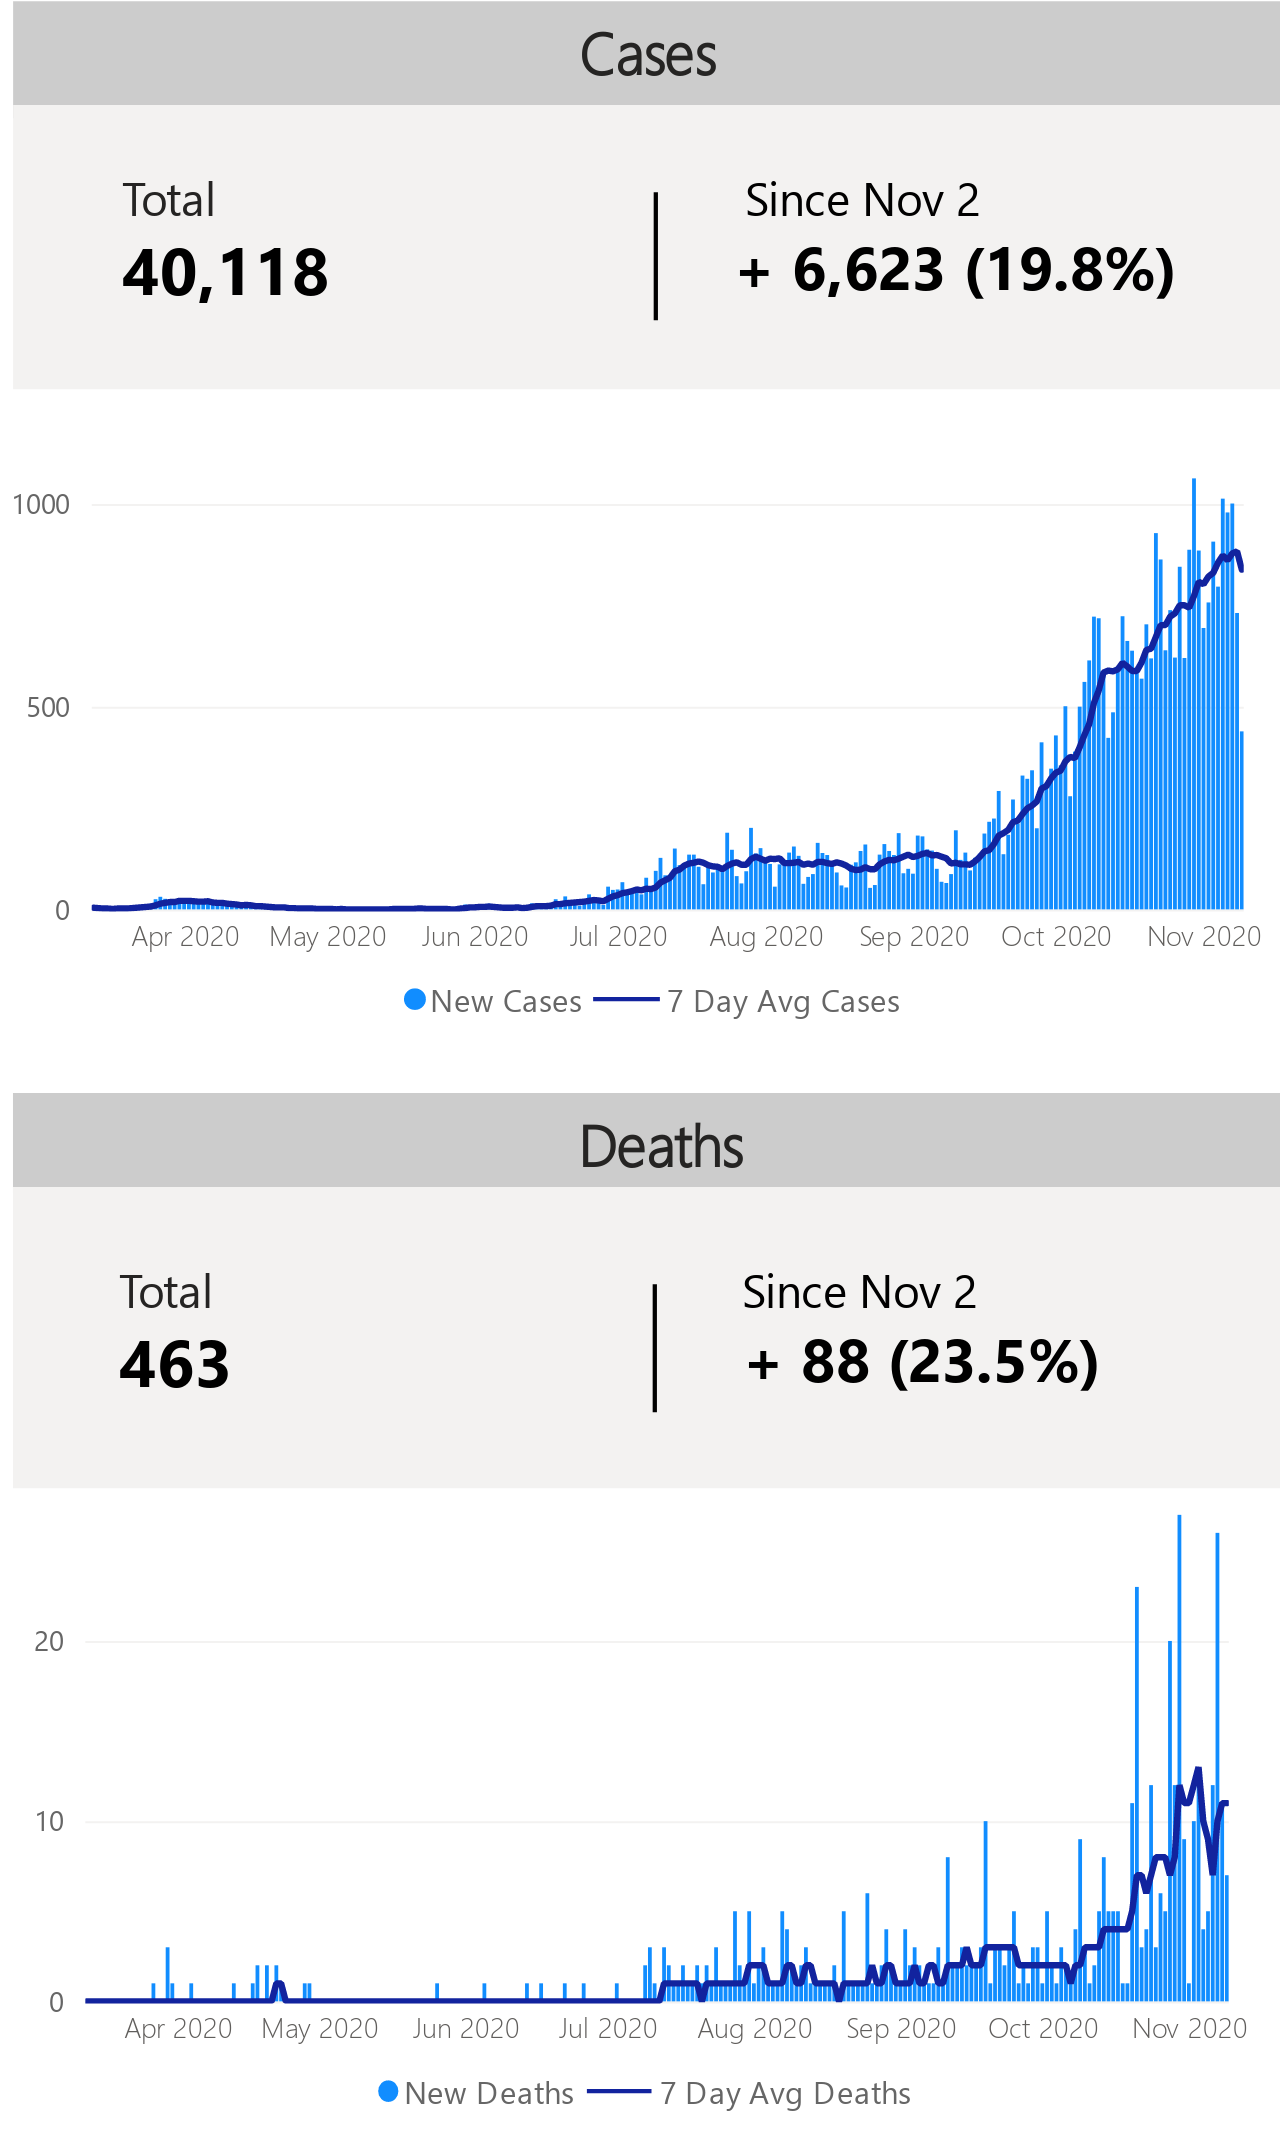 Cases
Total
Since Nov 2
40,118
+ 6,623 (19.8%)
1000
500
0
Apr 2020 May 2020 Jun 2020 Jul 2020 Aug 2020 Sep 2020 Oct 2020 Nov 2020
New Cases 7 Day Avg Cases
Deaths
Total
Since Nov 2
463
+ 88 (23.5%)
20
10
0
Apr 2020 May 2020 Jun 2020 Jul 2020 Aug 2020 Sep 2020 Oct 2020 Nov 2020
New Deaths 7 Day Avg Deaths